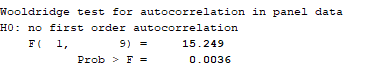 Wooldridge test for autocorrelation in panel data
H0: no first order autocorrelation
F( 1, 9) = 15.249
Prob > F = 0.0036